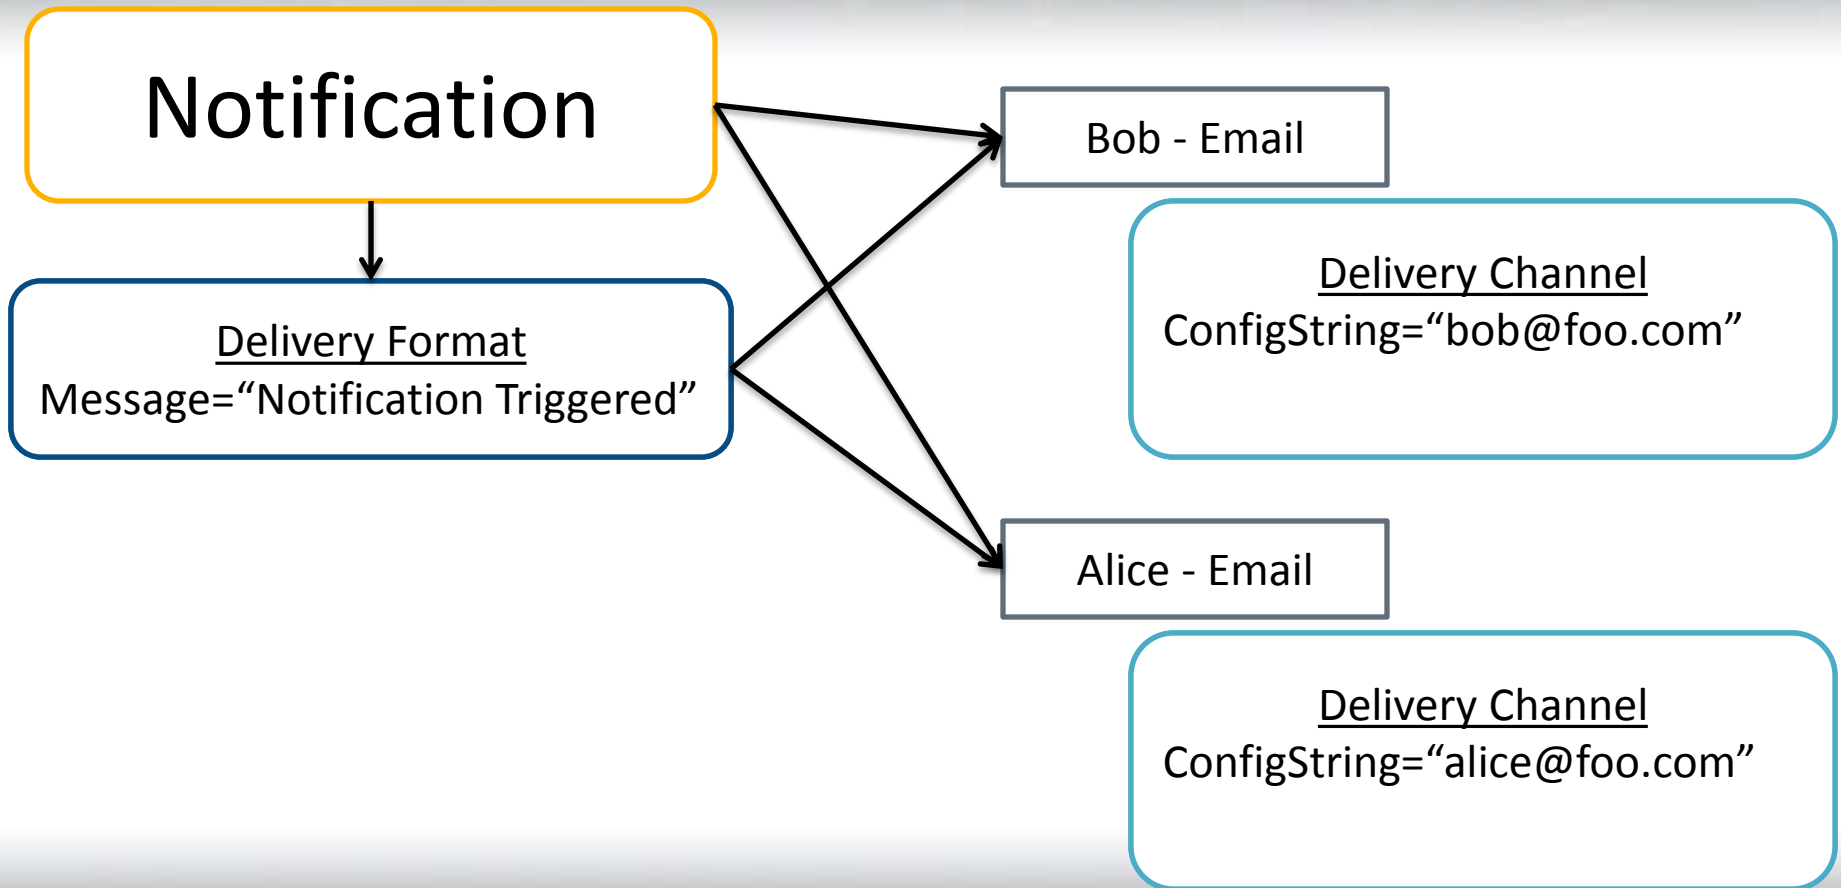 Notification
Delivery Format
Message=“Notification Triggered”
Bob - Email
Delivery Channel
ConfigString=“bob@foo.com”
Alice - Email
Delivery Channel
ConfigString=“alice@foo.com”